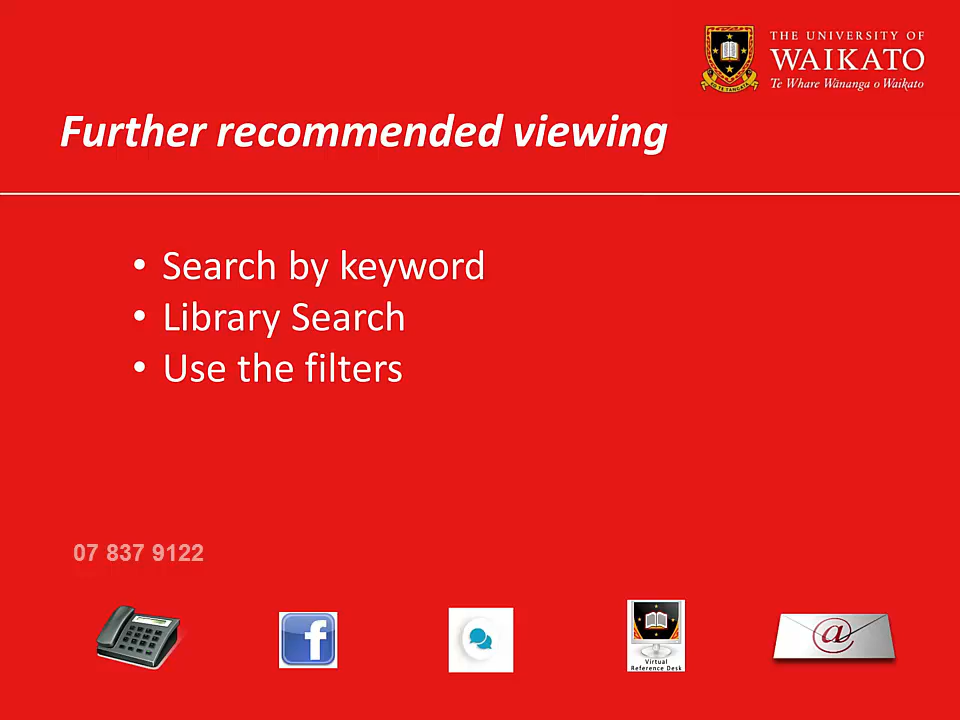 THE UNIVERSITY OF
WAIKATO
Te Whare Wānanga o Waikato
Further recommended viewing
• Search by keyword
• Library Search
• Use the filters
07 837 9122
f
@
Virtual
Reference Desk